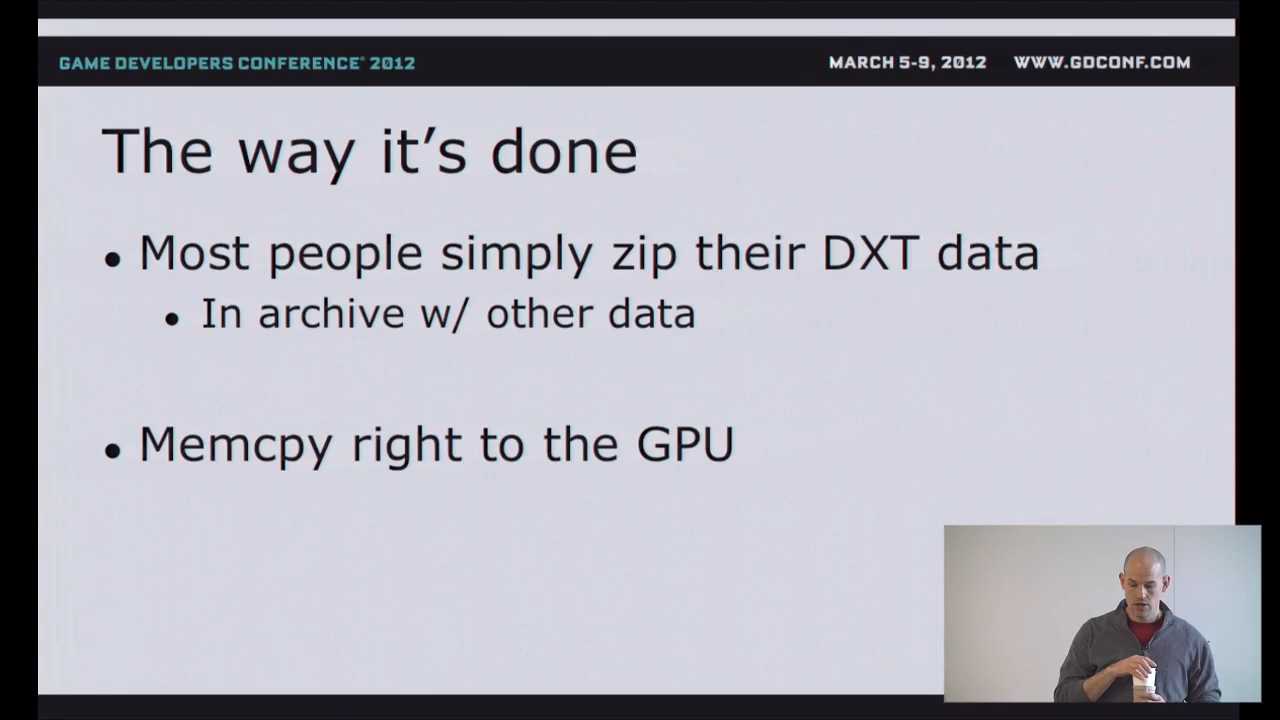 GAME DEVELOPERS CONFERENCE® 2012
MARCH 5-9, 2012 WWW.GDCONF.COM
The way it’s done
• Most people simply zip their DXT data
• In archive w/ other data
• Memcpy right to the GPU